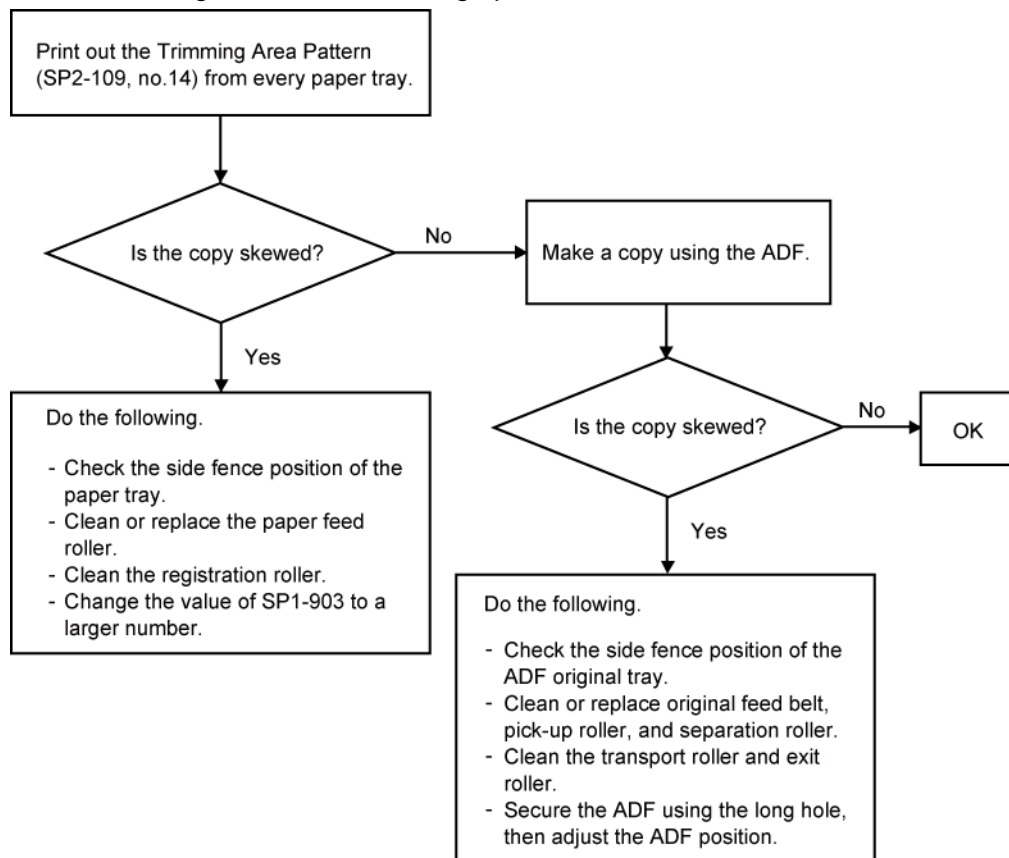 Print out the Trimming Area Pattern
(SP2-109, no.14) from every paper tray.
Is the copy skewed?
No
Make a copy using the ADF.
Yes
Do the following.
- Check the side fence position of the
paper tray.
- Clean or replace the paper feed
roller.
- Clean the registration roller.
- Change the value of SP1-903 to a
larger number.
Is the copy skewed?
No
OK
Yes
Do the following.
- Check the side fence position of the
ADF original tray.
- Clean or replace original feed belt,
pick-up roller, and separation roller.
- Clean the transport roller and exit
roller.
- Secure the ADF using the long hole,
then adjust the ADF position.